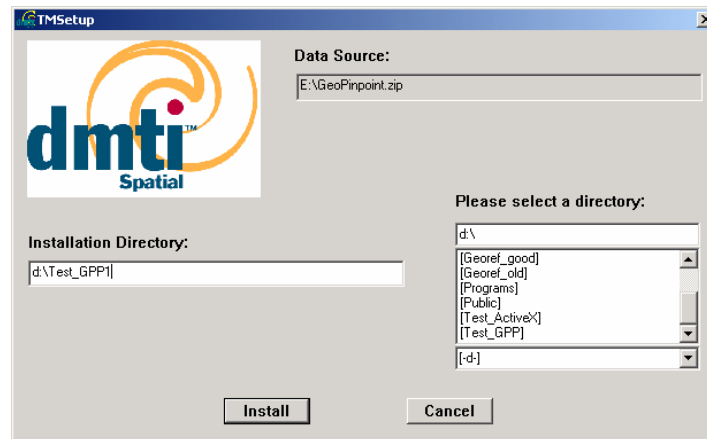 TMSetup
Data Source:
E:\GeoPinpoint.zip
dmti TM
Spatial
Please select a directory:
d:\
Installation Directory:
d:\Test_GPP1
[Georef_good]
[Georef_old]
[Programs]
[Public]
[Test_ActiveX]
[Test_GPP]
[-d-]
Install
Cancel